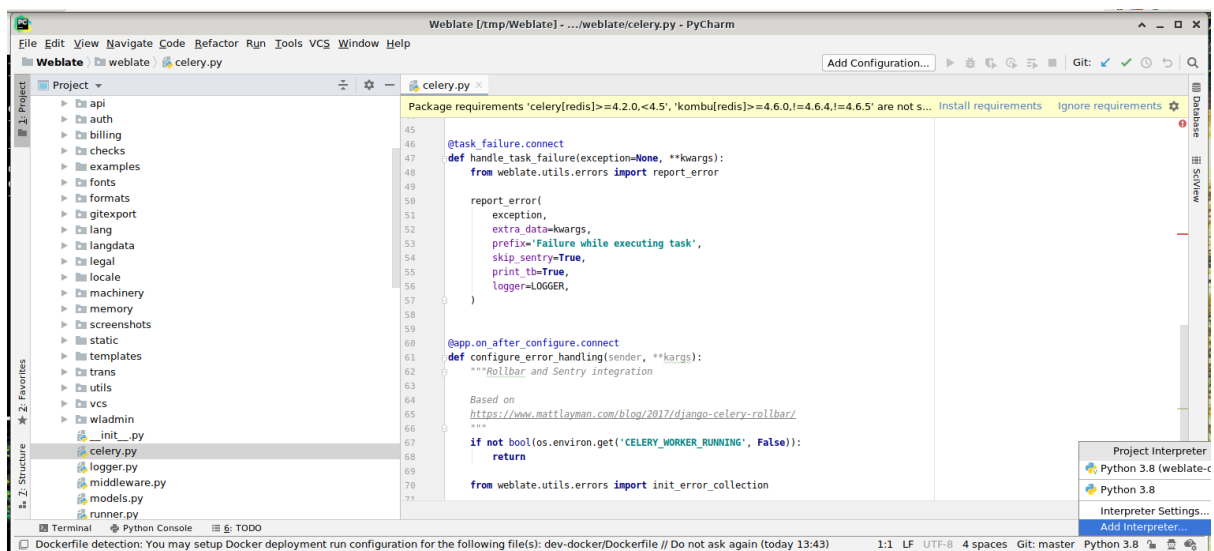 Weblate [/tmp/Weblate] - .../weblate/celery.py - PyCharm
File Edit View Navigate Code Refactor Run Tools VCS Window Help
Weblate weblate celery.py
Add Configuration... Git:
Project
celery.py
1: Project
2: Favorites
Z: Structure
Database
SciView
api
auth
billing
checks
examples
fonts
formats
gitexport
lang
langdata
legal
locale
machinery
memory
screenshots
static
templates
trans
utils
vcs
wladmin
__init__.py
celery.py
logger.py
middleware.py
models.py
runner.py
Package requirements 'celery[redis]>=4.2.0,<4.5', 'kombu[redis]>=4.6.0,!=4.6.4,!=4.6.5' are not s... Install requirements Ignore requirements
45
46 @task_failure.connect
47 def handle_task_failure(exception=None, **kwargs):
48 from weblate.utils.errors import report_error
49
50 report_error(
51 exception,
52 extra_data=kwargs,
53 prefix='Failure while executing task',
54 skip_sentry=True,
55 print_tb=True,
56 logger=LOGGER,
57 )
58
59
60 @app.on_after_configure.connect
61 def configure_error_handling(sender, **kargs):
62 """Rollbar and Sentry integration
63
64 Based on
65 https://www.mattlayman.com/blog/2017/django-celery-rollbar/
66 """
67 if not bool(os.environ.get('CELERY_WORKER_RUNNING', False)):
68 return
69
70 from weblate.utils.errors import init_error_collection
71
Project Interpreter
Python 3.8 (weblate-d
Python 3.8
Interpreter Settings...
Add Interpreter...
Terminal Python Console 6: TODO
Dockerfile detection: You may setup Docker deployment run configuration for the following file(s): dev-docker/Dockerfile // Do not ask again (today 13:43) 1:1 LF UTF-8 4 spaces Git: master Python 3.8